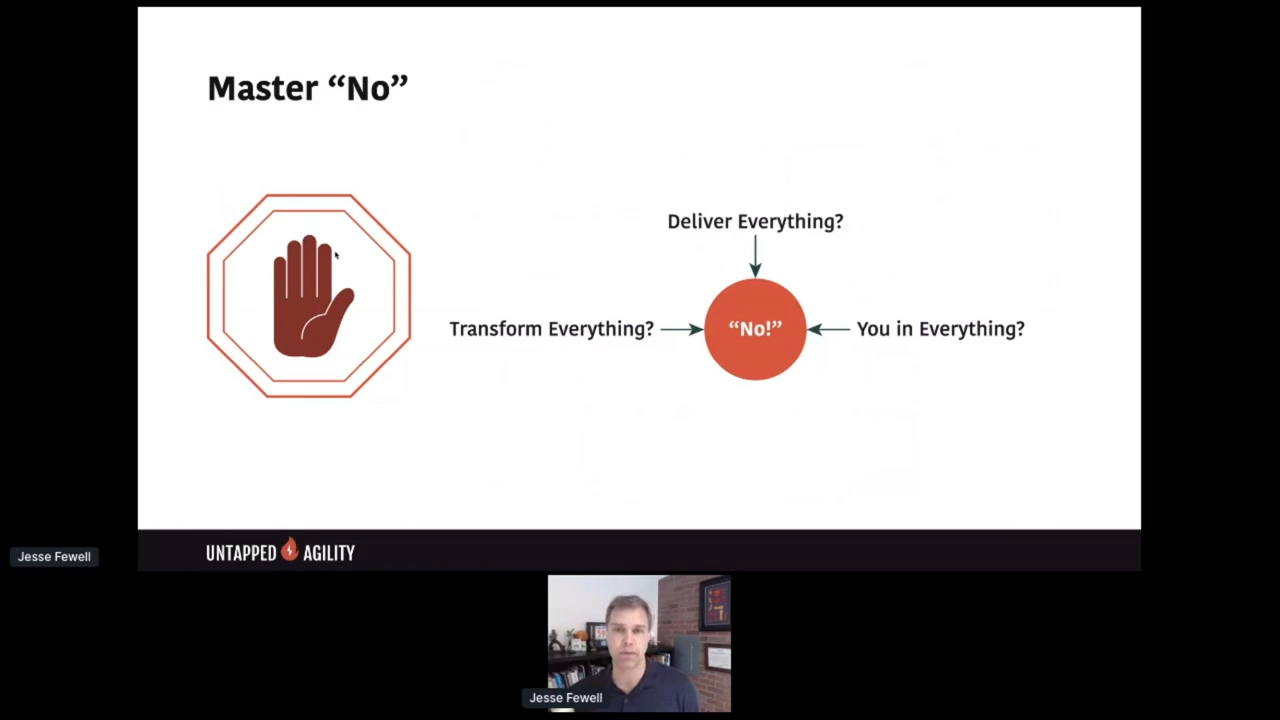 Master “No”
Deliver Everything?
Transform Everything?
“No!”
You in Everything?
UNTAPPED AGILITY
Jesse Fewell
Jesse Fewell